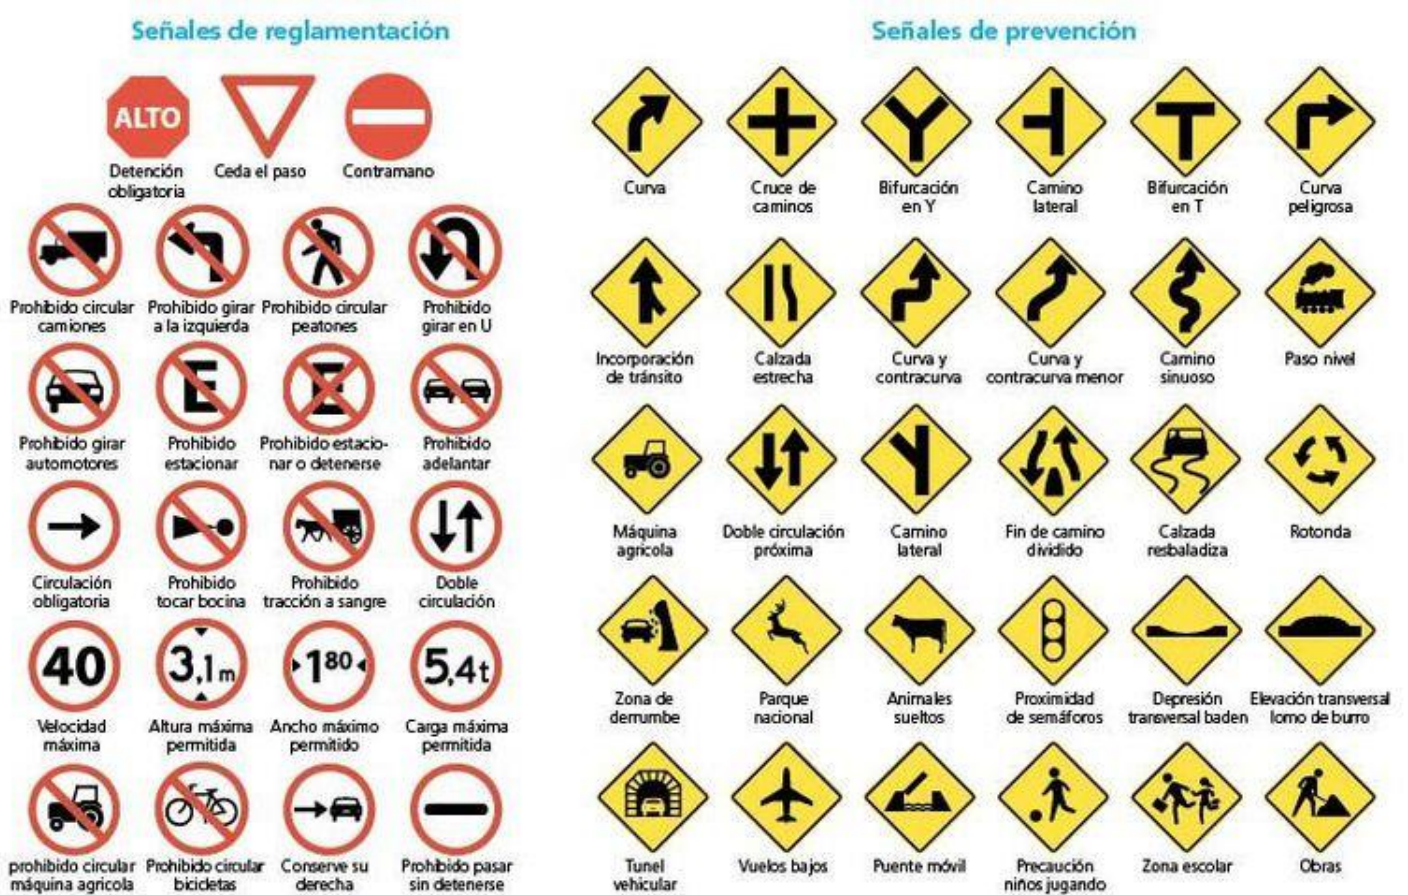 Señales de reglamentación
ALTO
Detención
obligatoria
Ceda el paso
Contramano
Prohibido circular
camiones
Prohibido girar
a la izquierda
Prohibido circular
peatones
Prohibido
girar en U
E
E
Prohibido girar
automotores
Prohibido
estacionar
Prohibido estacio-
nar o detenerse
Prohibido
adelantar
Circulación
obligatoria
Prohibido
tocar bocina
Prohibido
tracción a sangre
Doble
circulación
40
3,1m
180
5,4t
Velocidad
máxima
Altura máxima
permitida
Ancho máximo
permitido
Carga máxima
permitida
prohibido circular
máquina agrícola
Prohibido circular
bicicletas
Conserve su
derecha
Prohibido pasar
sin detenerse
Señales de prevención
Curva
Cruce de
caminos
Bifurcación
en Y
Camino
lateral
Bifurcación
en T
Curva
peligrosa
Incorporación
de tránsito
Calzada
estrecha
Curva y
contracurva
Curva y
contracurva menor
Camino
sinuoso
Paso nivel
Máquina
agrícola
Doble circulación
próxima
Camino
lateral
Fin de camino
dividido
Calzada
resbaladiza
Rotonda
Zona de
derrumbe
Parque
nacional
Animales
sueltos
Proximidad
de semáforos
Depresión
transversal baden
Elevación transversal
lomo de burro
Tunel
vehicular
Vuelos bajos
Puente móvil
Precaución
niños jugando
Zona escolar
Obras